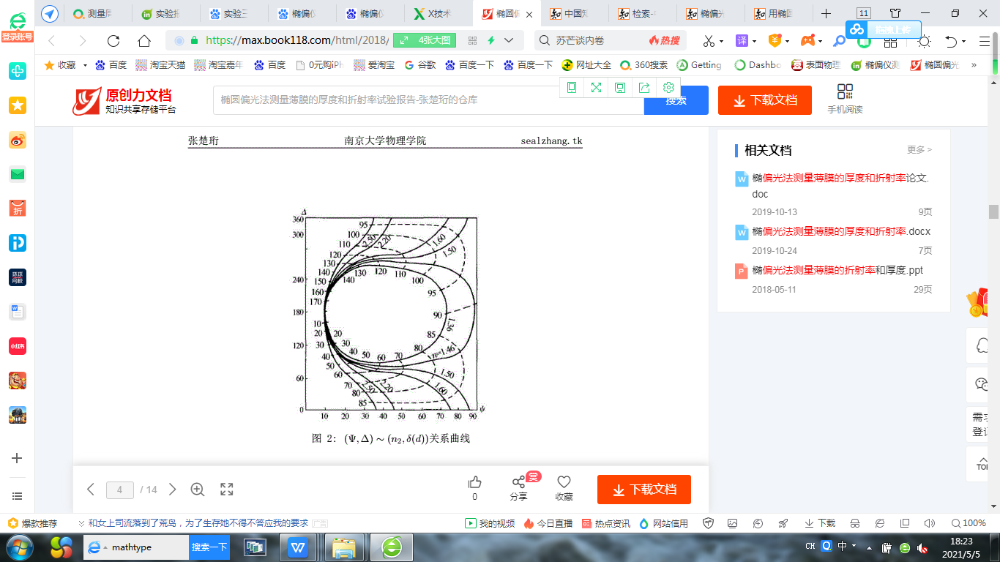 测量
实验报
实验三
椭偏仪
椭偏仪
X技术
椭圆偏
中国知
检索-
椭偏光
用椭圆
11
登录账号
https://max.book118.com/html/2018/
4张大图
苏芒谈内卷
热搜
译
拖拽上传
收藏
百度
淘宝天猫
淘宝嘉年
百度
0元购iPh
爱淘宝
谷歌
百度一下
百度一下
网址大全
360搜索
Getting
Dashbo
表面物理
椭偏仪测
椭圆偏光
»
原创力文档
知识共享存储平台
椭圆偏光法测量薄膜的厚度和折射率试验报告-张楚珩的仓库
搜索
下载文档
手机阅读
张楚珩 南京大学物理学院 sealzhang.tk
Δ
360
300
240
180
120
60
0
95
100
110
120
130
140
150
160
170
10
20
30
40
50
60
70
80
85
2.50
2.20
1.60
1.50
140
130
120
110
100
95
90
85
80
70
60
50
40
30
20
1.36
n=1.46
1.50
1.60
2.50
2.20
10 20 30 40 50 60 70 80 90
Ψ
图 2: (Ψ, Δ) ~ (n₂, δ(d))关系曲线
相关文档
更多 >
椭偏光法测量薄膜的厚度和折射率论文.
doc
2019-10-13 9页
椭偏光法测量薄膜的厚度和折射率.docx
2019-10-24 7页
椭偏光法测量薄膜的折射率和厚度.ppt
2018-05-11 29页
需求
登记
TOP
4 / 14
0
赏
分享
收藏
下载文档
爆款推荐
和女上司流落到了荒岛，为了生存她不得不答应我的要求
广告
我的视频
今日直播
热点资讯
网站信用
下载
100%
mathtype
搜索一下
CH
中
18:23
2021/5/5